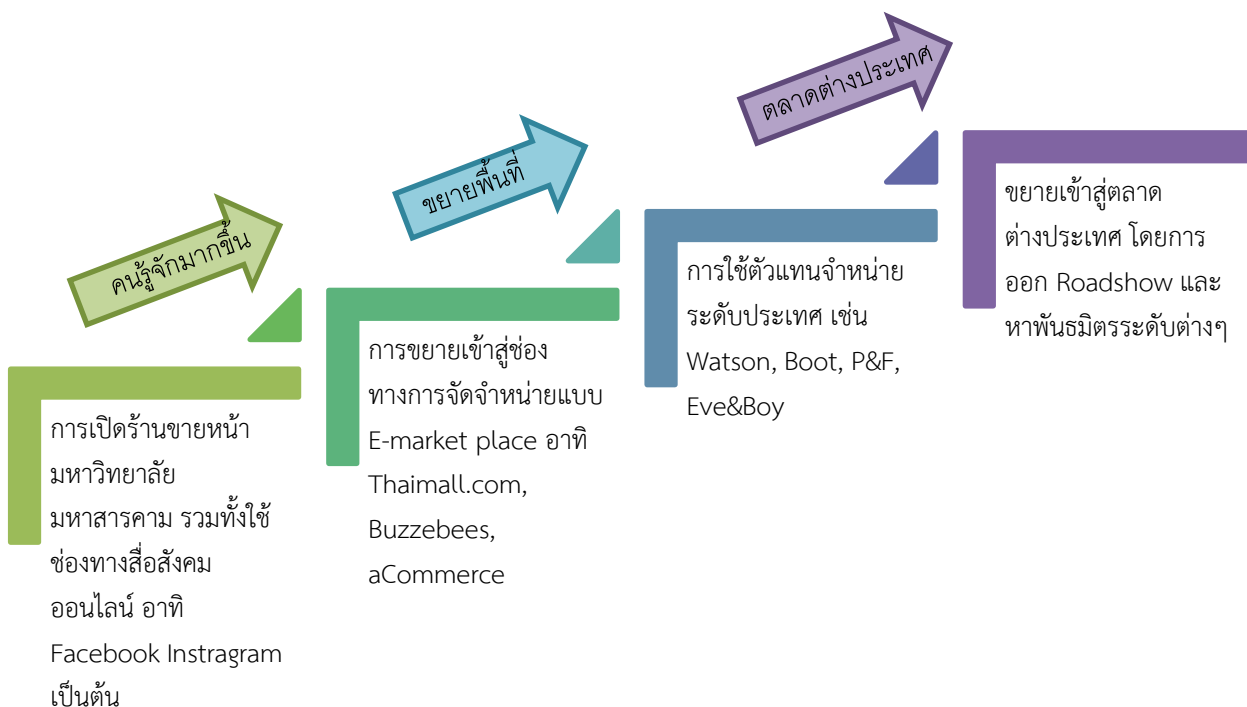 คนรู้จักมากขึ้น
การเปิดร้านขายหน้า
มหาวิทยาลัย
มหาสารคาม รวมทั้งใช้
ช่องทางสื่อสังคม
ออนไลน์ อาทิ
Facebook Instragram
เป็นต้น
ขยายพื้นที่
การขยายเข้าสู่ช่อง
ทางการจัดจำหน่ายแบบ
E-market place อาทิ
Thaimall.com,
Buzzebees,
aCommerce
ตลาดต่างประเทศ
การใช้ตัวแทนจำหน่าย
ระดับประเทศ เช่น
Watson, Boot, P&F,
Eve&Boy
ขยายเข้าสู่ตลาด
ต่างประเทศ โดยการ
ออก Roadshow และ
หาพันธมิตรระดับต่างๆ